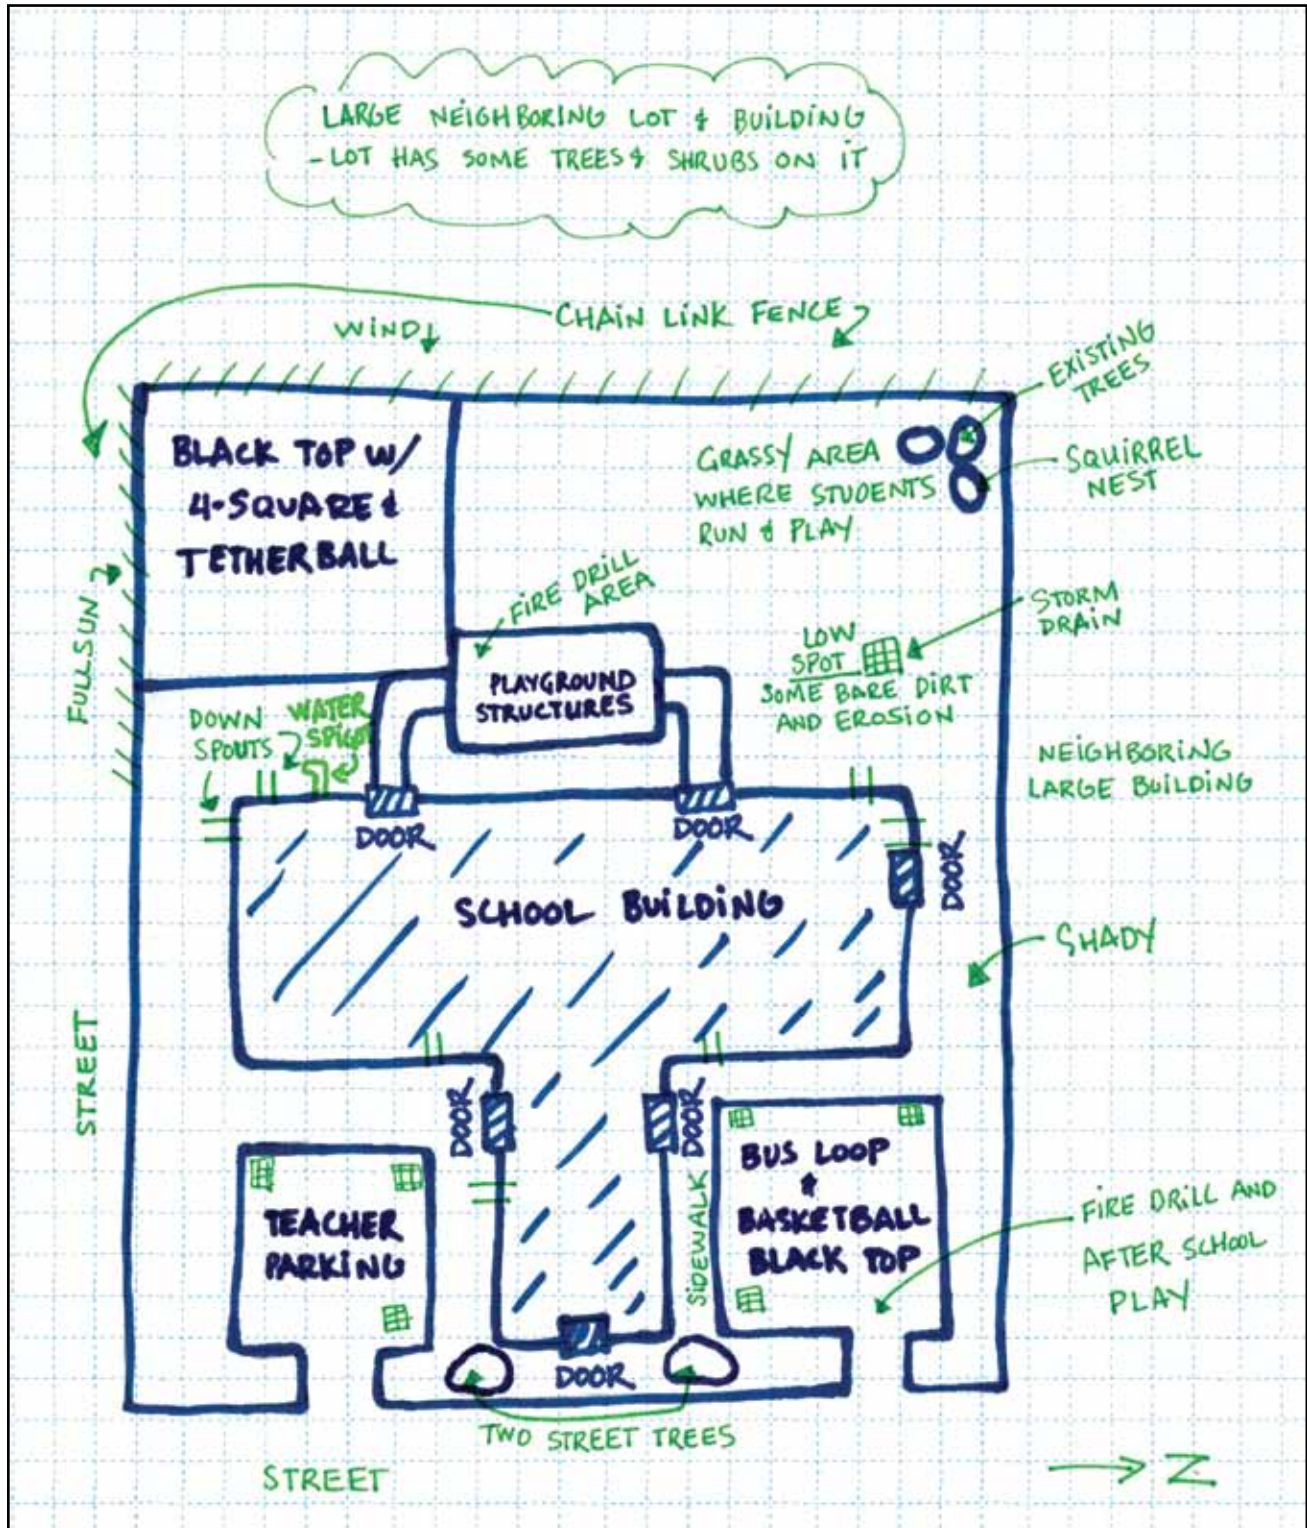 LARGE NEIGHBORING LOT & BUILDING
- LOT HAS SOME TREES & SHRUBS ON IT
CHAIN LINK FENCE
WIND
EXISTING
TREES
BLACK TOP W/
4-SQUARE &
TETHERBALL
GRASSY AREA
WHERE STUDENTS
RUN & PLAY
SQUIRREL
NEST
FULL SUN
FIRE DRILL
AREA
STORM
DRAIN
LOW
SPOT
SOME BARE DIRT
AND EROSION
PLAYGROUND
STRUCTURES
DOWN
SPOUTS
WATER
SPIGOT
NEIGHBORING
LARGE BUILDING
DOOR
DOOR
DOOR
SCHOOL BUILDING
SHADY
STREET
DOOR
DOOR
SIDEWALK
BUS LOOP
&
BASKETBALL
BLACK TOP
TEACHER
PARKING
FIRE DRILL AND
AFTER SCHOOL
PLAY
DOOR
TWO STREET TREES
STREET
Z